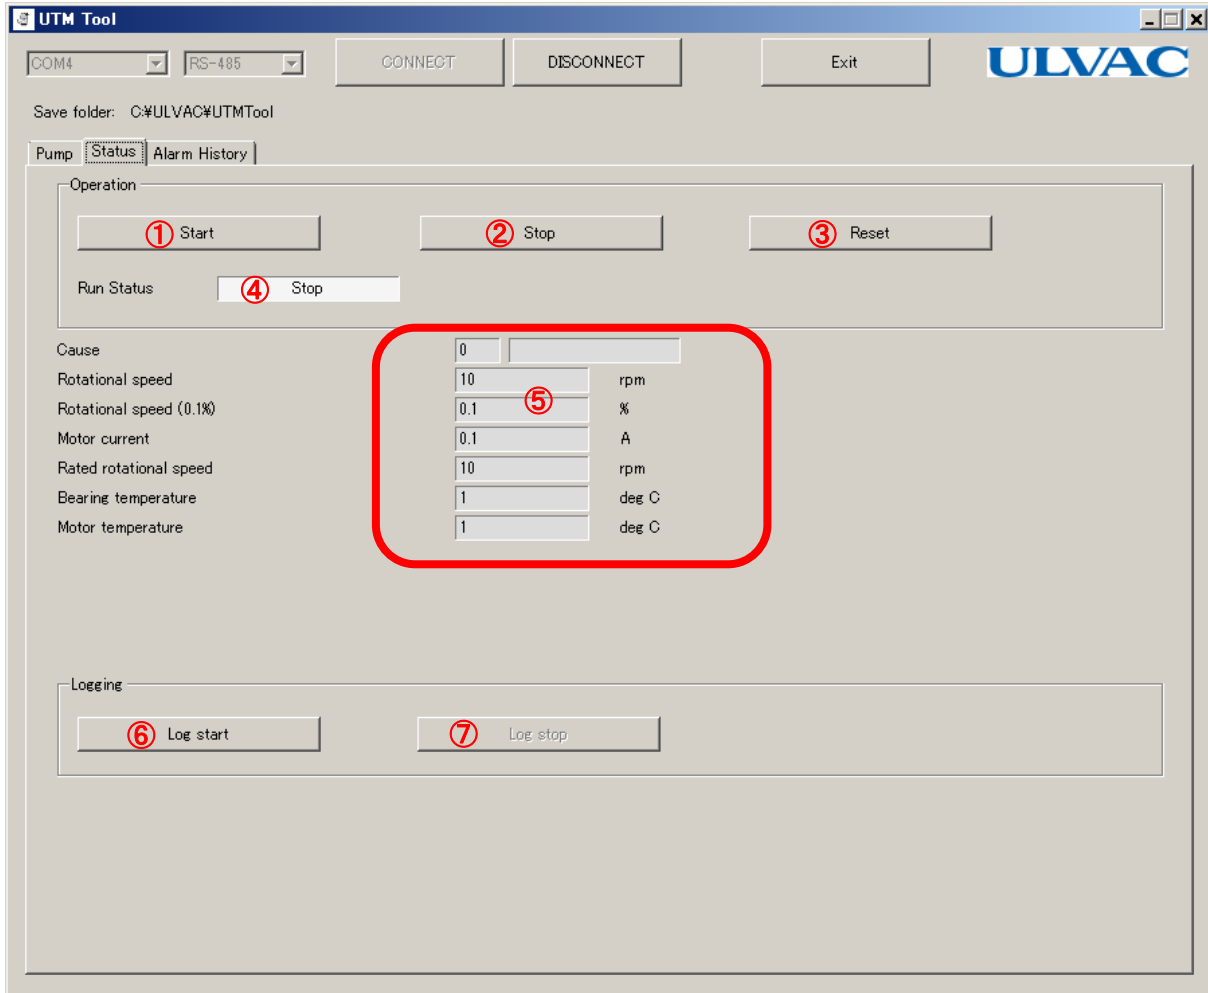 UTM Tool
COM4 RS-485 CONNECT DISCONNECT Exit ULVAC
Save folder: C:¥ULVAC¥UTMTool
Pump Status Alarm History
Operation
① Start ② Stop ③ Reset
Run Status ④ Stop
Cause 0
Rotational speed 10 rpm
⑤
Rotational speed (0.1%) 0.1 %
Motor current 0.1 A
Rated rotational speed 10 rpm
Bearing temperature 1 deg C
Motor temperature 1 deg C
Logging
⑥ Log start ⑦ Log stop